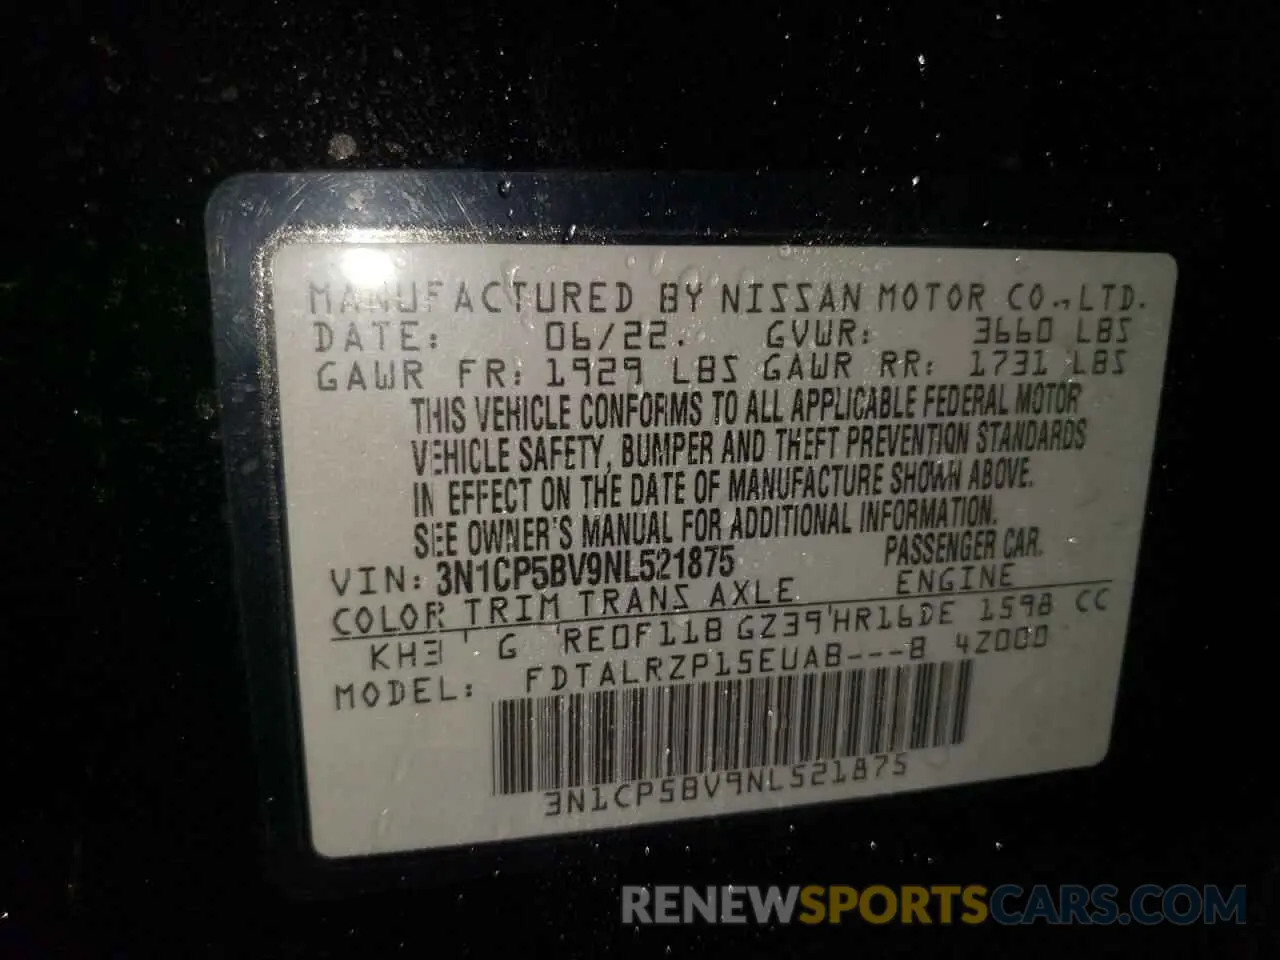 MANUFACTURED BY NISSAN MOTOR CO., LTD.
DATE: 06/22. GVWR: 3660 LBS
GAWR FR: 1929 LBS GAWR RR: 1731 LBS
THIS VEHICLE CONFORMS TO ALL APPLICABLE FEDERAL MOTOR
VEHICLE SAFETY, BUMPER AND THEFT PREVENTION STANDARDS
IN EFFECT ON THE DATE OF MANUFACTURE SHOWN ABOVE.
SEE OWNER'S MANUAL FOR ADDITIONAL INFORMATION.
VIN: 3N1CP5BV9NL521875 PASSENGER CAR.
COLOR TRIM TRANS AXLE ENGINE
KH3 G RE0F11B GZ39 HR16DE 1598 CC
MODEL: FDTALRZP15EUAB---B 4Z000
3N1CP5BV9NL521875
RENEWSPORTSCARS.COM